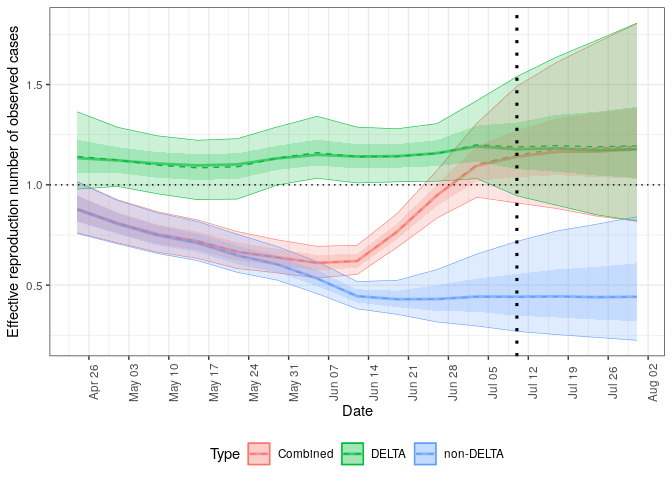 Effective reproduction number of observed cases
1.5
1.0
0.5
Apr 26
May 03
May 10
May 17
May 24
May 31
Jun 07
Jun 14
Jun 21
Jun 28
Jul 05
Jul 12
Jul 19
Jul 26
Aug 02
Date
Type Combined DELTA non-DELTA